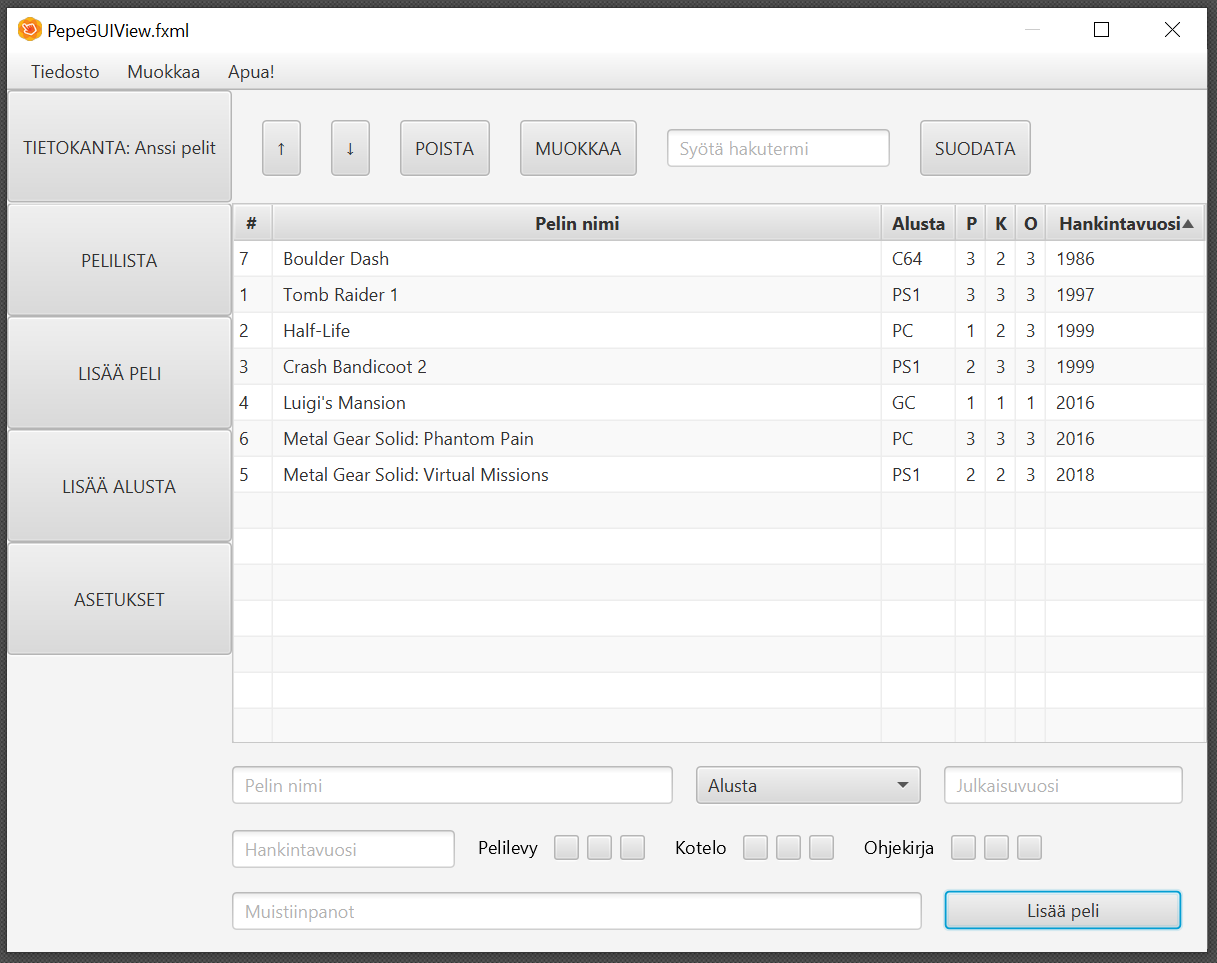 PepeGUIView.fxml
Tiedosto Muokkaa Apua!
TIETOKANTA: Anssi pelit
↑ ↓ POISTA MUOKKAA Syötä hakutermi SUODATA
PELILISTA
LISÄÄ PELI
LISÄÄ ALUSTA
ASETUKSET
# Pelin nimi Alusta P K O Hankintavuosi
7 Boulder Dash C64 3 2 3 1986
1 Tomb Raider 1 PS1 3 3 3 1997
2 Half-Life PC 1 2 3 1999
3 Crash Bandicoot 2 PS1 2 3 3 1999
4 Luigi's Mansion GC 1 1 1 2016
6 Metal Gear Solid: Phantom Pain PC 3 3 3 2016
5 Metal Gear Solid: Virtual Missions PS1 2 2 3 2018
Pelin nimi Alusta Julkaisuvuosi
Hankintavuosi Pelilevy Kotelo Ohjekirja
Muistiinpanot Lisää peli